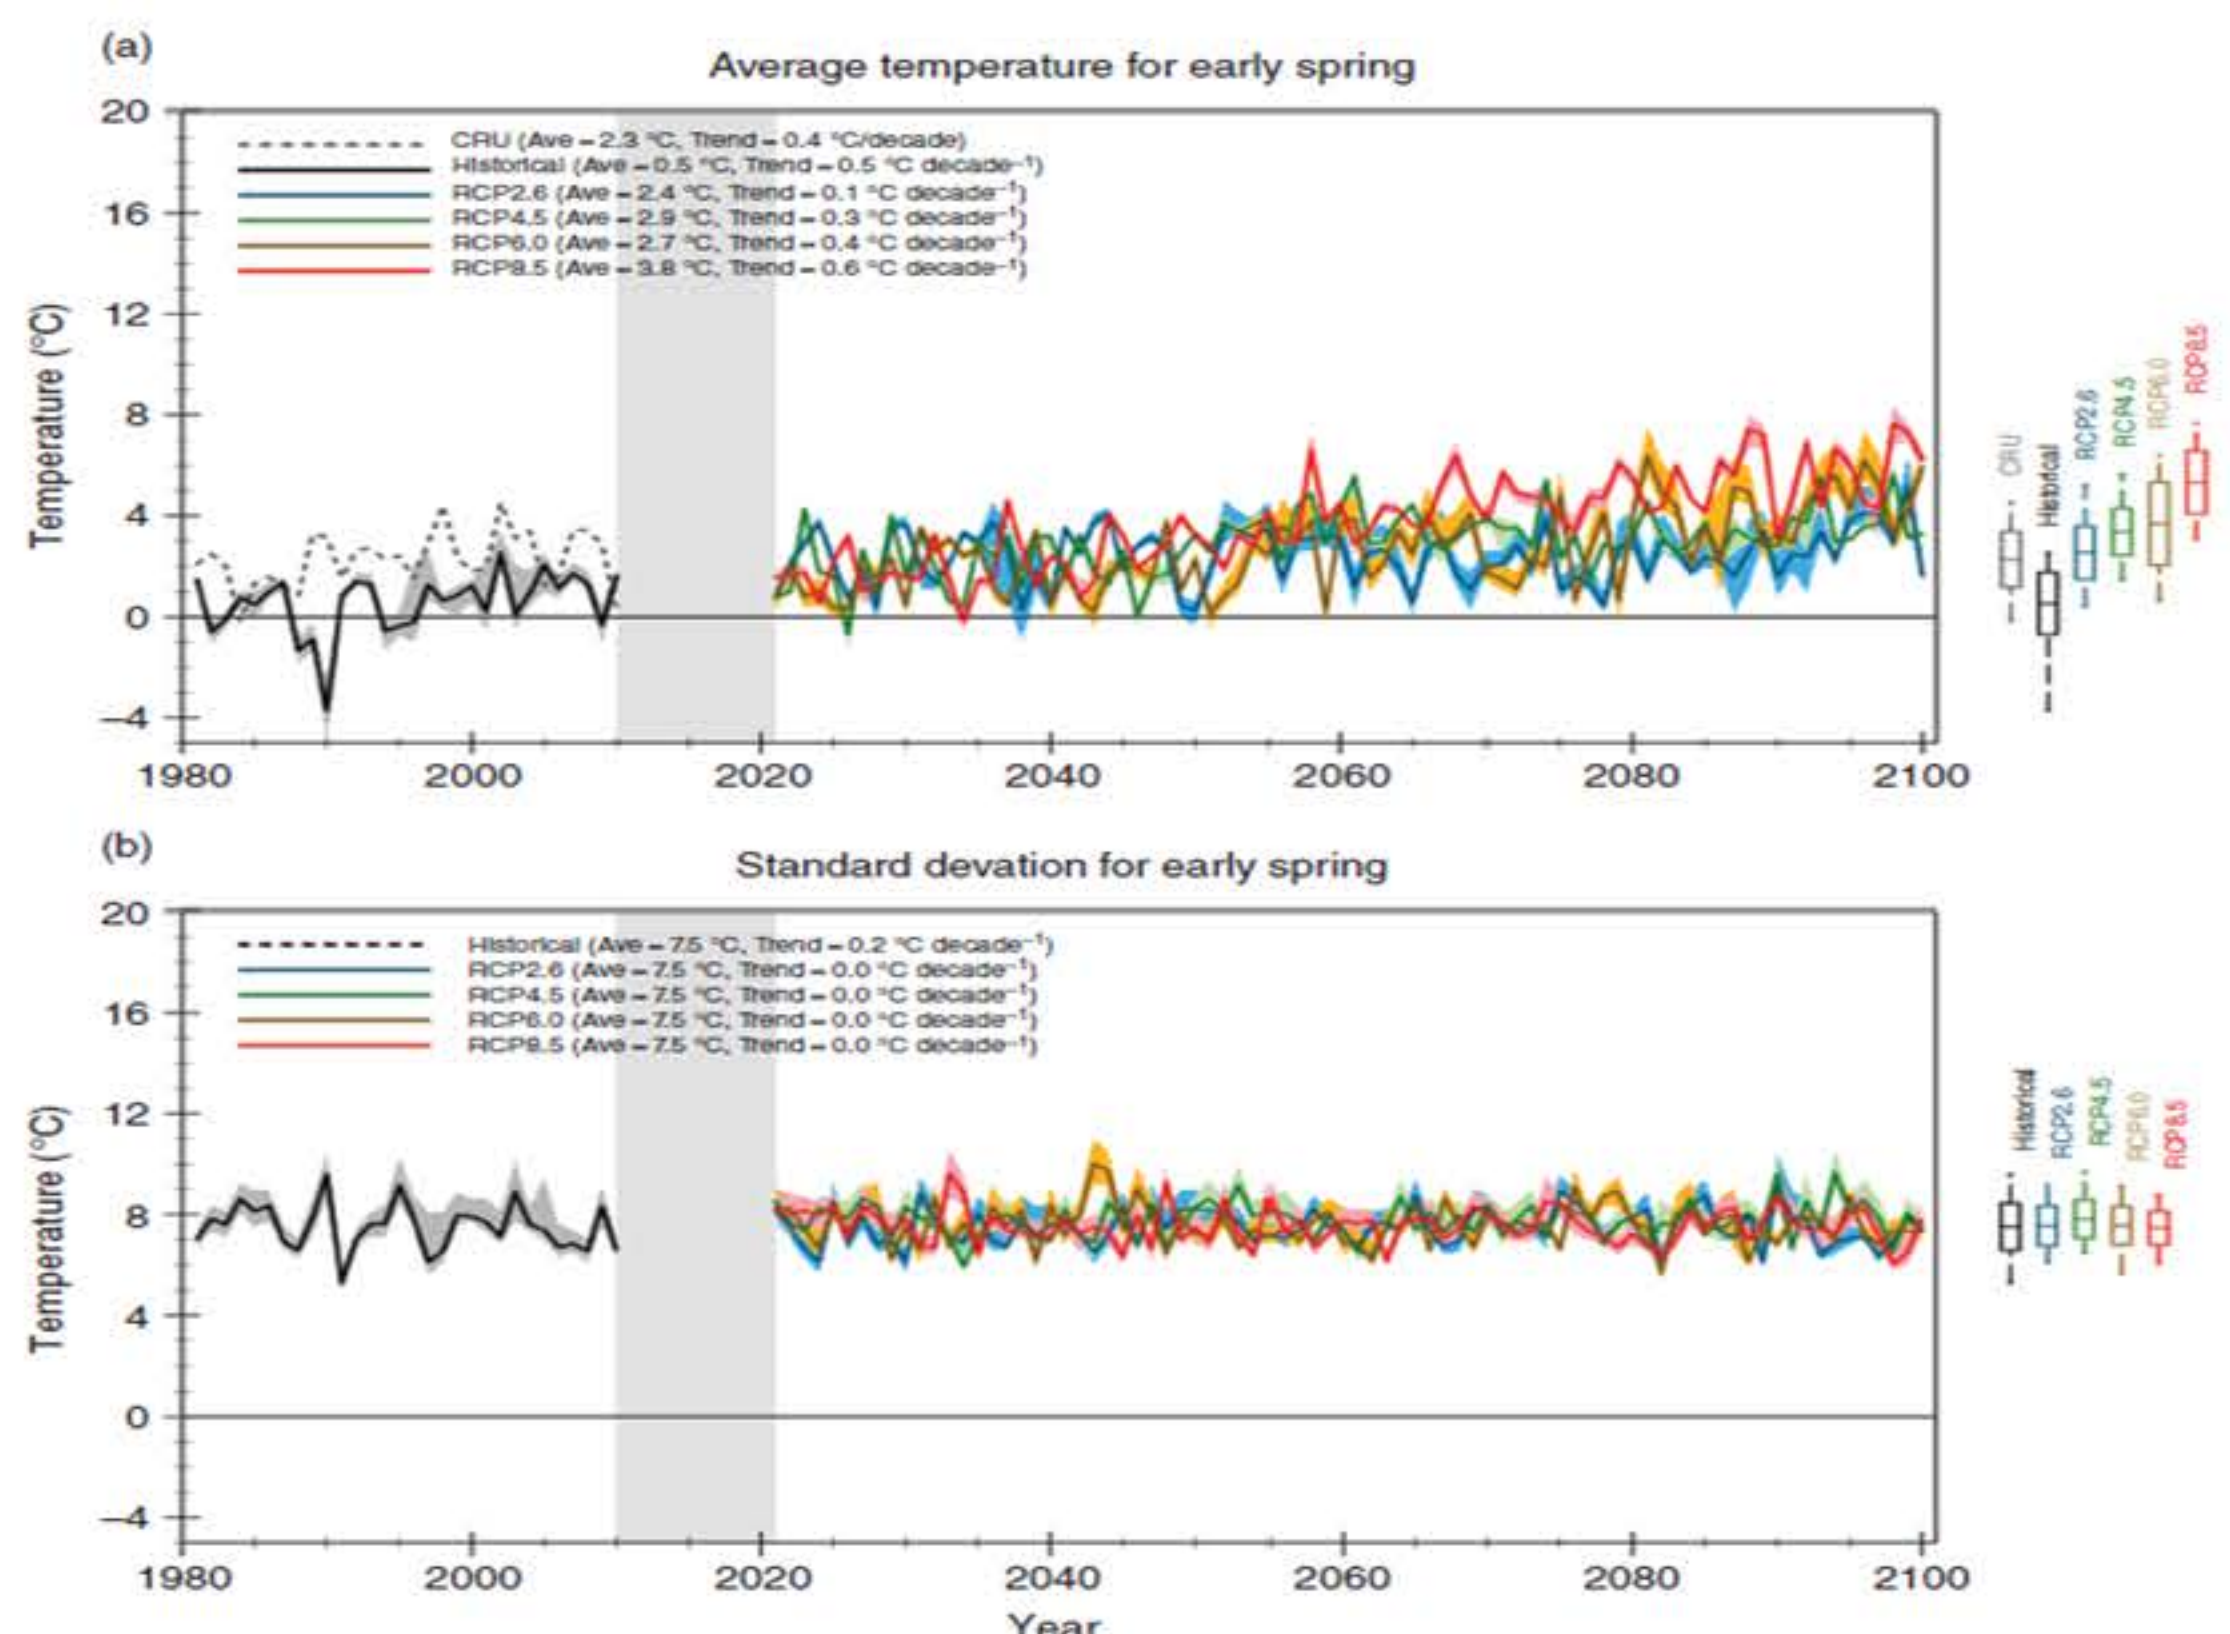 (a)
Average temperature for early spring
20
16
12
8
4
0
−4
Temperature (°C)
CRU (Ave = 2.3 °C, Trend = 0.4 °C/decade)
Historical (Ave = 0.5 °C, Trend = 0.5 °C decade⁻¹)
RCP2.6 (Ave = 2.4 °C, Trend = 0.1 °C decade⁻¹)
RCP4.5 (Ave = 2.9 °C, Trend = 0.3 °C decade⁻¹)
RCP6.0 (Ave = 2.7 °C, Trend = 0.4 °C decade⁻¹)
RCP8.5 (Ave = 3.8 °C, Trend = 0.6 °C decade⁻¹)
CRU
Historical
RCP2.6
RCP4.5
RCP6.0
RCP8.5
1980 2000 2020 2040 2060 2080 2100
(b)
Standard devation for early spring
20
16
12
8
4
0
−4
Temperature (°C)
Historical (Ave = 7.5 °C, Trend = 0.2 °C decade⁻¹)
RCP2.6 (Ave = 7.5 °C, Trend = 0.0 °C decade⁻¹)
RCP4.5 (Ave = 7.5 °C, Trend = 0.0 °C decade⁻¹)
RCP6.0 (Ave = 7.5 °C, Trend = 0.0 °C decade⁻¹)
RCP8.5 (Ave = 7.5 °C, Trend = 0.0 °C decade⁻¹)
Historical
RCP2.6
RCP4.5
RCP6.0
RCP8.5
1980 2000 2020 2040 2060 2080 2100
Year